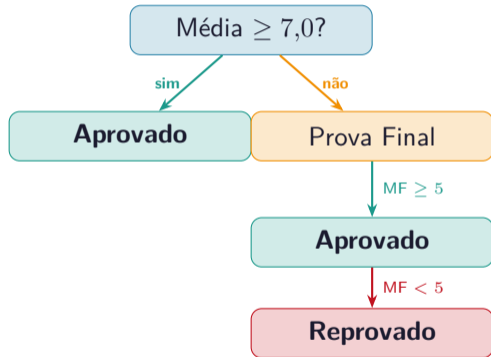 Média ≥ 7,0?
sim
não
Aprovado
Prova Final
MF ≥ 5
Aprovado
MF < 5
Reprovado